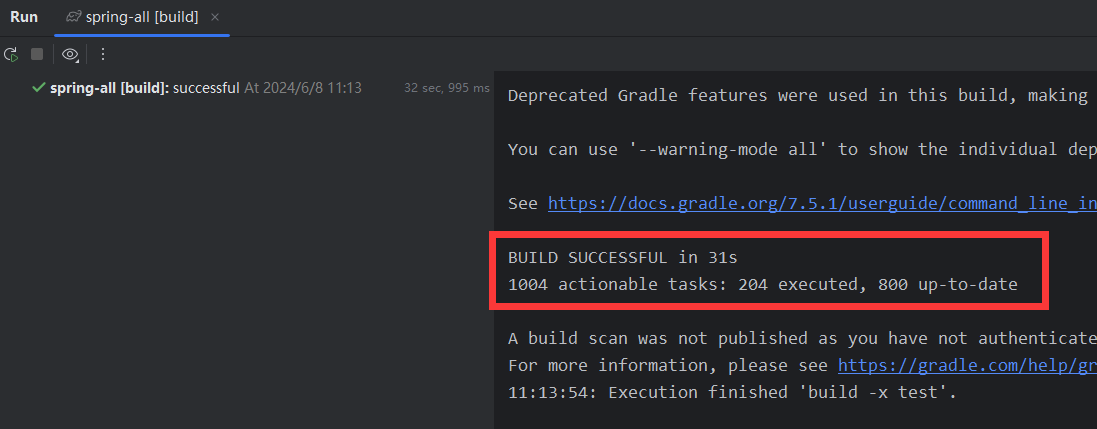 Run spring-all [build] ×
spring-all [build]: successful At 2024/6/8 11:13 32 sec, 995 ms
Deprecated Gradle features were used in this build, making
You can use '--warning-mode all' to show the individual dep
See https://docs.gradle.org/7.5.1/userguide/command_line_in
BUILD SUCCESSFUL in 31s
1004 actionable tasks: 204 executed, 800 up-to-date
A build scan was not published as you have not authenticate
For more information, please see https://gradle.com/help/gr
11:13:54: Execution finished 'build -x test'.